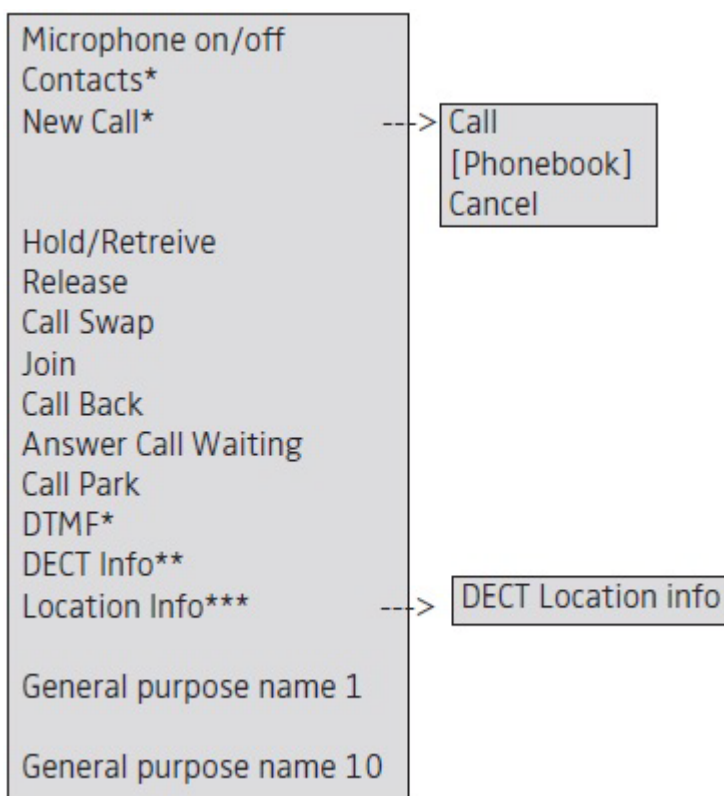 Microphone on/off
Contacts*
New Call* ---> Call
[Phonebook]
Cancel
Hold/Retreive
Release
Call Swap
Join
Call Back
Answer Call Waiting
Call Park
DTMF*
DECT Info**
Location Info*** ---> DECT Location info
General purpose name 1
General purpose name 10